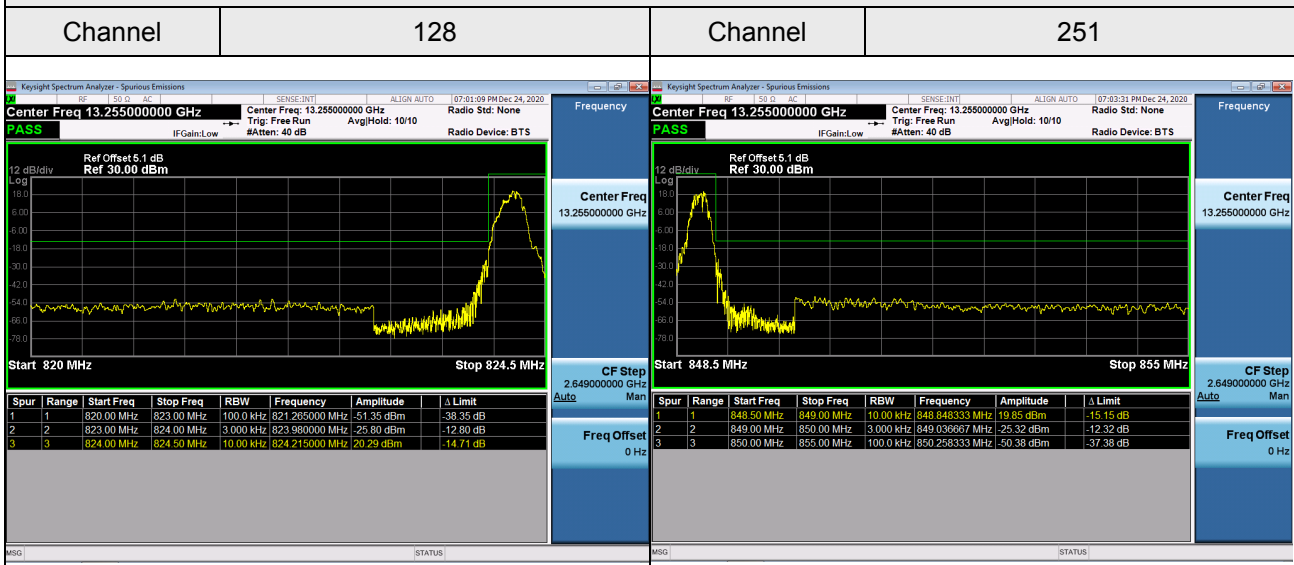 Channel 128 Channel 251
Keysight Spectrum Analyzer - Spurious Emissions
RF 50 Ω AC SENSE:INT ALIGN AUTO 07:01:09 PM Dec 24, 2020
Center Freq 13.255000000 GHz
Center Freq: 13.255000000 GHz
Radio Std: None
Trig: Free Run Avg|Hold: 10/10
PASS
IFGain:Low #Atten: 40 dB
Radio Device: BTS
Ref Offset 5.1 dB
12 dB/div Ref 30.00 dBm
Log
18.0
6.00
-6.00
-18.0
-30.0
-42.0
-54.0
-66.0
-78.0
Start 820 MHz Stop 824.5 MHz
Spur Range Start Freq Stop Freq RBW Frequency Amplitude Δ Limit
1 1 820.00 MHz 823.00 MHz 100.0 kHz 821.265000 MHz -51.35 dBm -38.35 dB
2 2 823.00 MHz 824.00 MHz 3.000 kHz 823.980000 MHz -25.80 dBm -12.80 dB
3 3 824.00 MHz 824.50 MHz 10.00 kHz 824.215000 MHz 20.29 dBm -14.71 dB
Frequency
Center Freq
13.255000000 GHz
CF Step
2.649000000 GHz
Auto Man
Freq Offset
0 Hz
MSG STATUS
Keysight Spectrum Analyzer - Spurious Emissions
RF 50 Ω AC SENSE:INT ALIGN AUTO 07:03:31 PM Dec 24, 2020
Center Freq 13.255000000 GHz
Center Freq: 13.255000000 GHz
Radio Std: None
Trig: Free Run Avg|Hold: 10/10
PASS
IFGain:Low #Atten: 40 dB
Radio Device: BTS
Ref Offset 5.1 dB
12 dB/div Ref 30.00 dBm
Log
18.0
6.00
-6.00
-18.0
-30.0
-42.0
-54.0
-66.0
-78.0
Start 848.5 MHz Stop 855 MHz
Spur Range Start Freq Stop Freq RBW Frequency Amplitude Δ Limit
1 1 848.50 MHz 849.00 MHz 10.00 kHz 848.848333 MHz 19.85 dBm -15.15 dB
2 2 849.00 MHz 850.00 MHz 3.000 kHz 849.036667 MHz -25.32 dBm -12.32 dB
3 3 850.00 MHz 855.00 MHz 100.0 kHz 850.258333 MHz -50.38 dBm -37.38 dB
Frequency
Center Freq
13.255000000 GHz
CF Step
2.649000000 GHz
Auto Man
Freq Offset
0 Hz
MSG STATUS